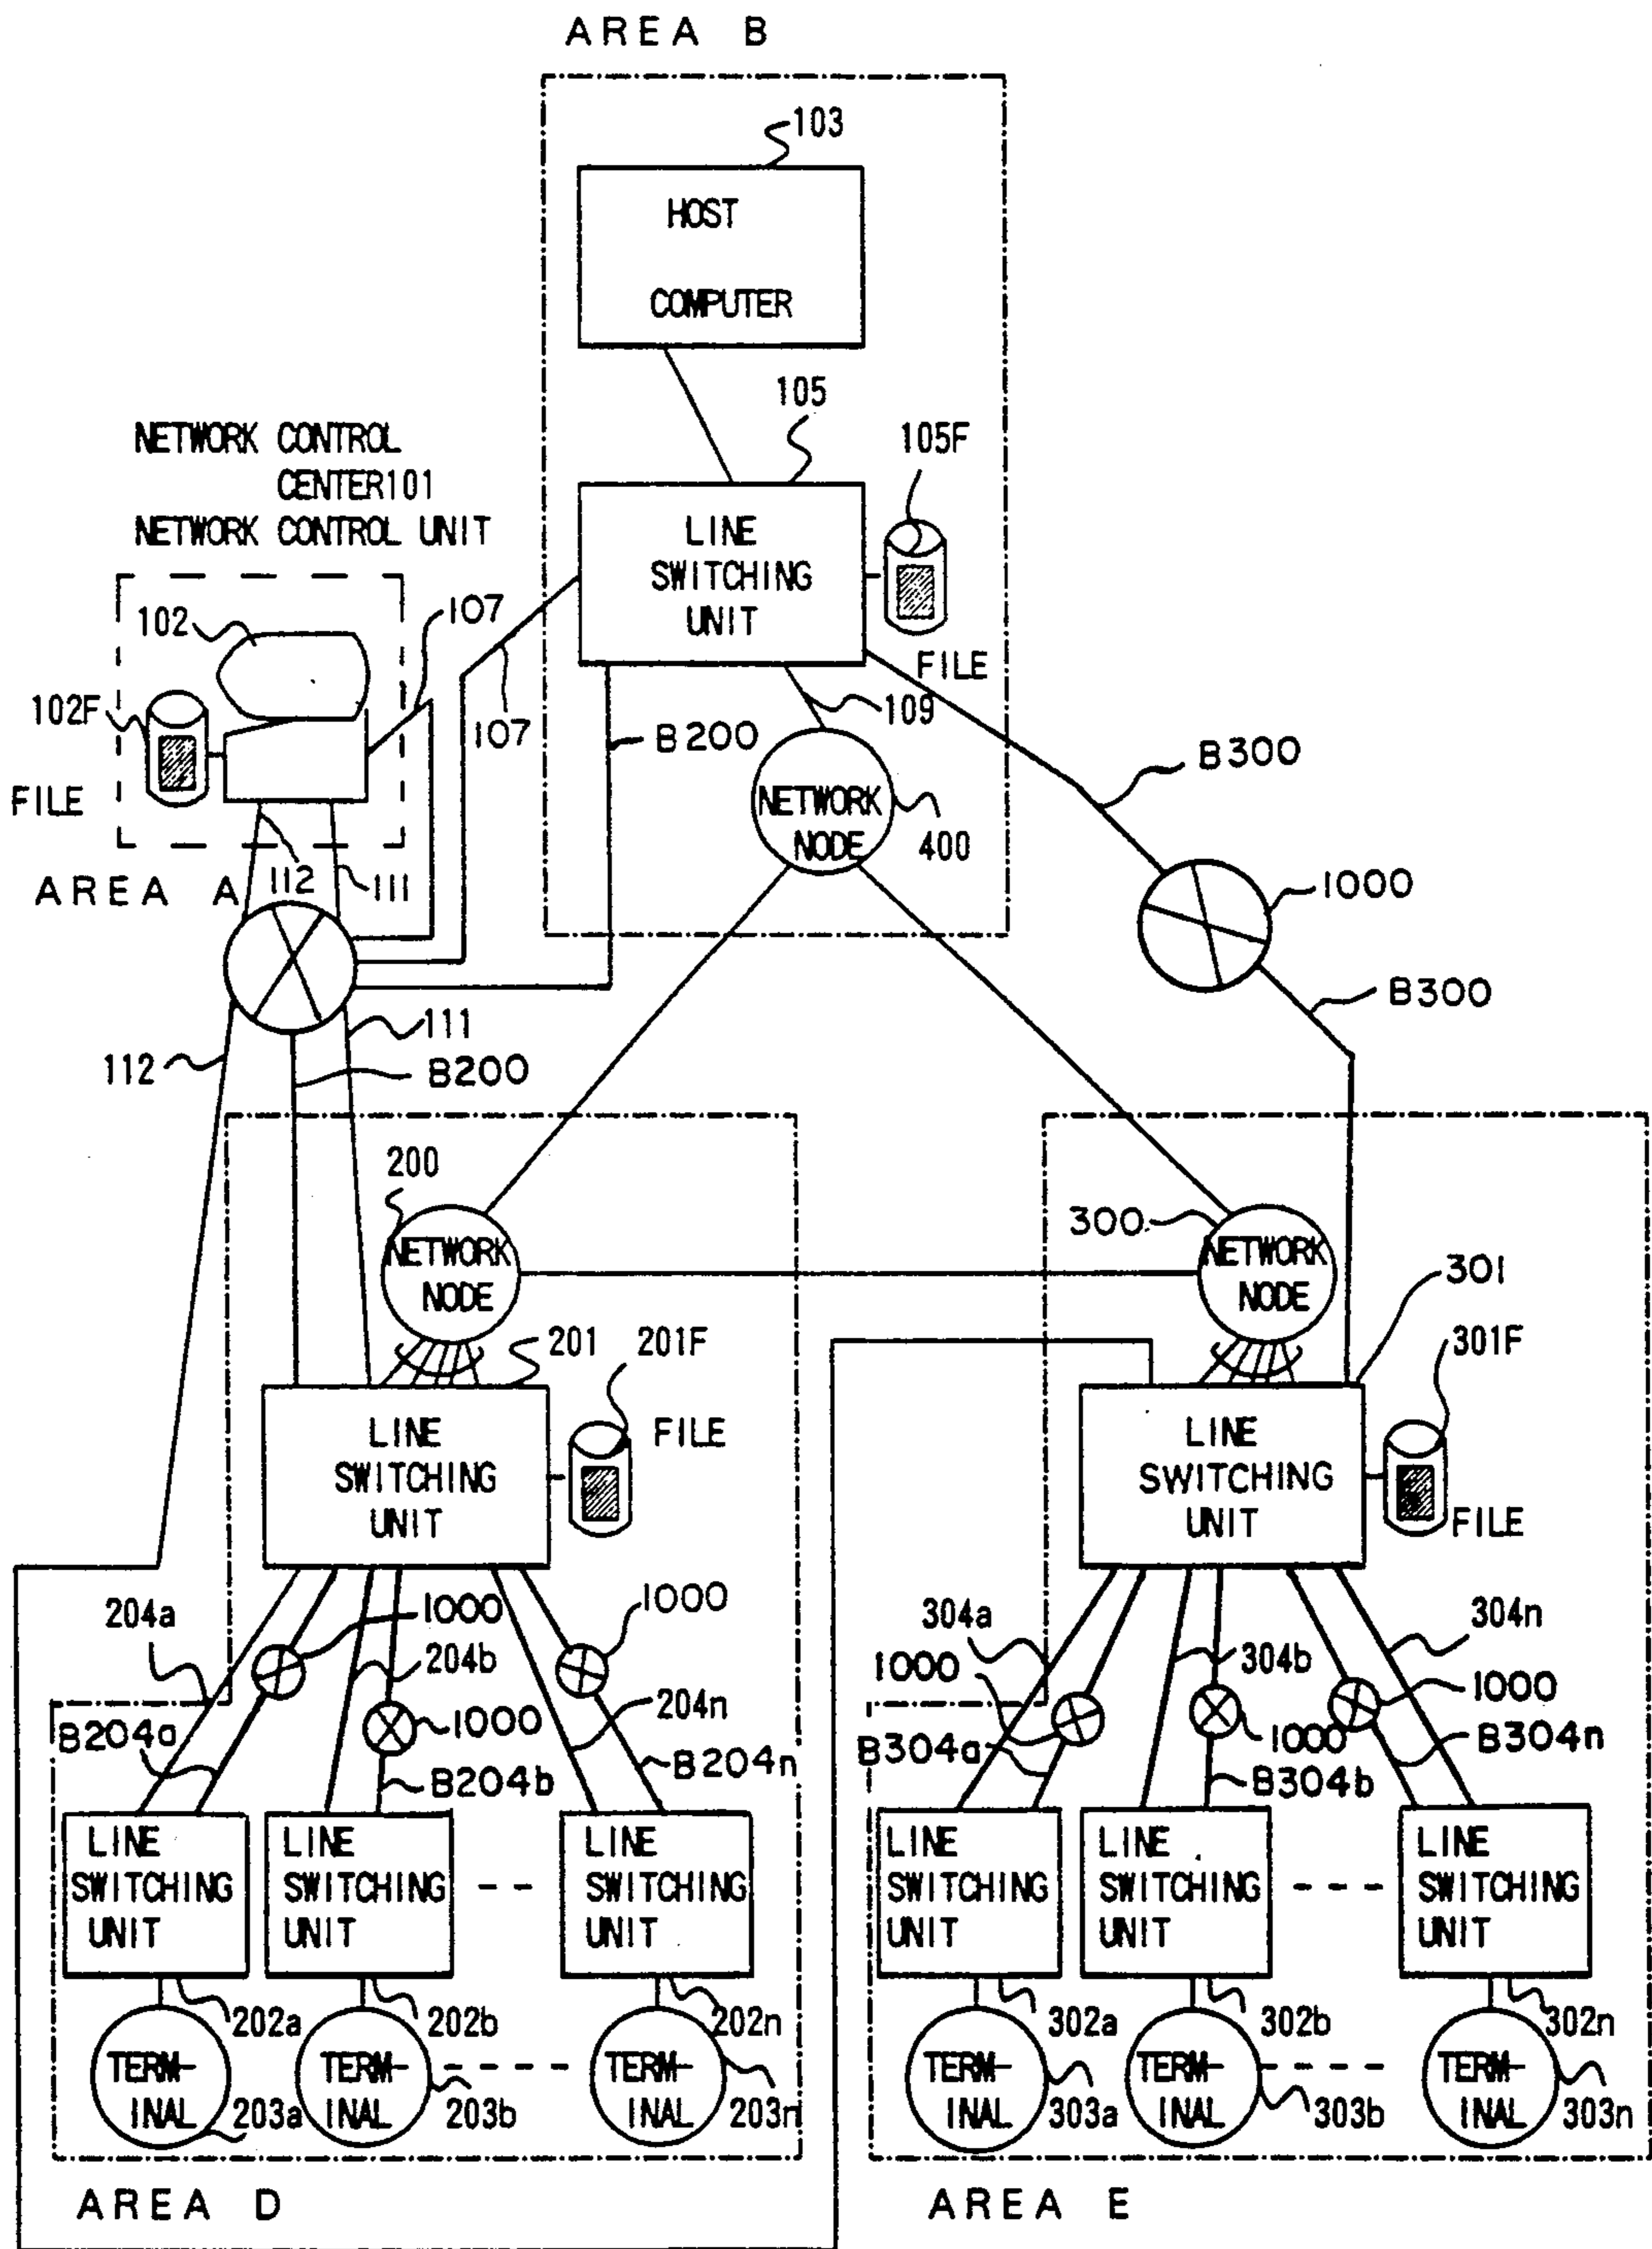 AREA B
103
HOST
COMPUTER
105
105F
NETWORK CONTROL
CENTER101
NETWORK CONTROL UNIT
LINE
SWITCHING
UNIT
FILE
102
107
102F
107
109
B200
B300
FILE
NETWORK
NODE
400
AREA A
112
111
1000
B300
111
112
B200
200
NETWORK
NODE
300
NETWORK
NODE
301
201
201F
301F
LINE
SWITCHING
UNIT
FILE
LINE
SWITCHING
UNIT
FILE
204a
1000
1000
304a
304n
204b
1000
304b
204n
1000
1000
1000
B204a
B204n
B304a
B304n
B204b
B304b
LINE
SWITCHING
UNIT
LINE
SWITCHING
UNIT
LINE
SWITCHING
UNIT
LINE
SWITCHING
UNIT
LINE
SWITCHING
UNIT
LINE
SWITCHING
UNIT
202a
202b
202n
302a
302b
302n
TERM-
INAL
TERM-
INAL
TERM-
INAL
TERM-
INAL
TERM-
INAL
TERM-
INAL
203a
203b
203n
303a
303b
303n
AREA D
AREA E